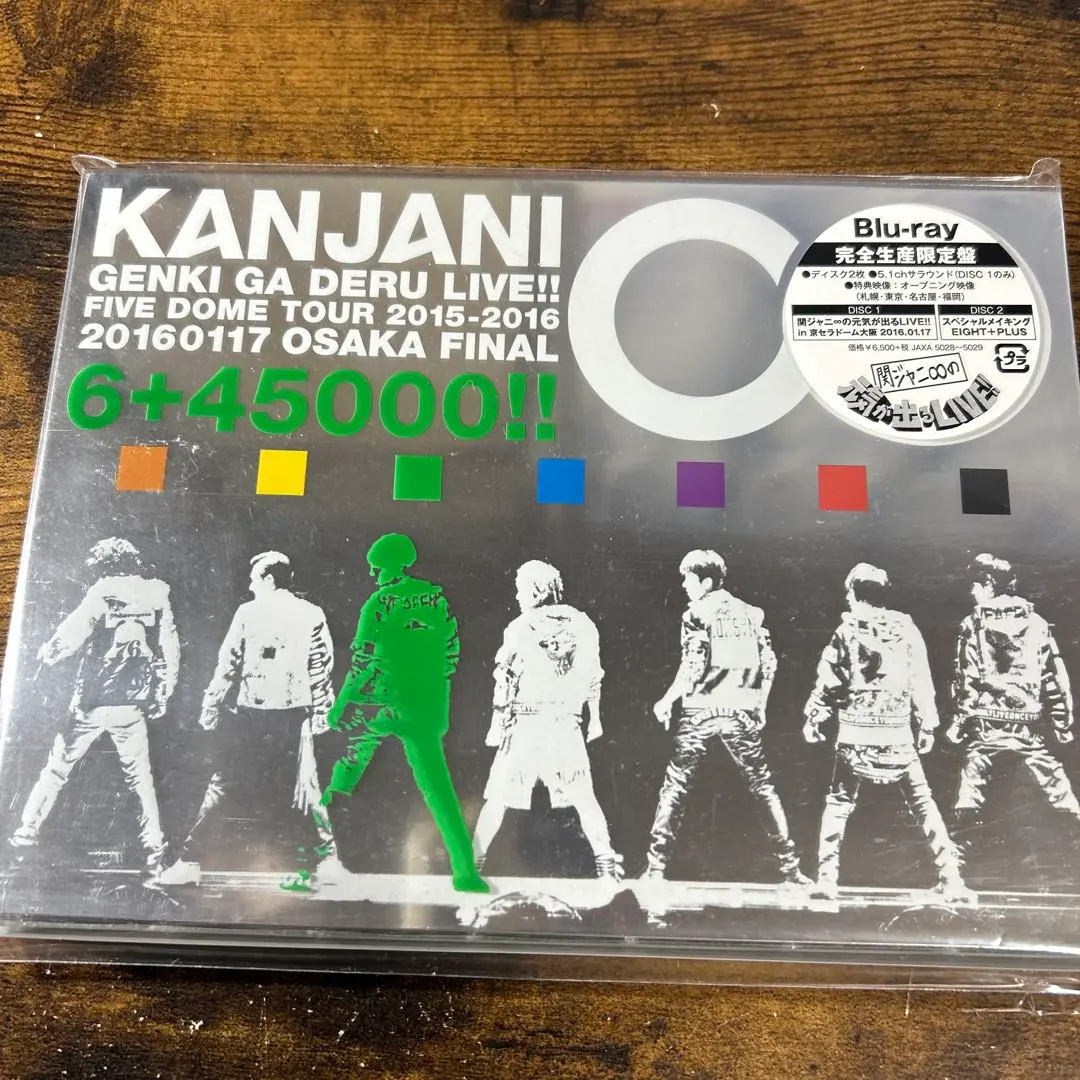 KANJANI
GENKI GA DERU LIVE!!
FIVE DOME TOUR 2015-2016
20160117 OSAKA FINAL
6+45000!!
Blu-ray
完全生産限定盤
●ディスク2枚 ●5.1chサラウンド(DISC 1のみ)
●特典映像:オープニング映像
(札幌・東京・名古屋・福岡)
DISC 1
関ジャニ∞の元気が出るLIVE!!
in 京セラドーム大阪 2016.01.17
DISC 2
スペシャルメイキング
EIGHT+PLUS
価格¥6,500+税 JAXA 5028~5029
プラ
関ジャニ∞の
元気が出るLIVE!!